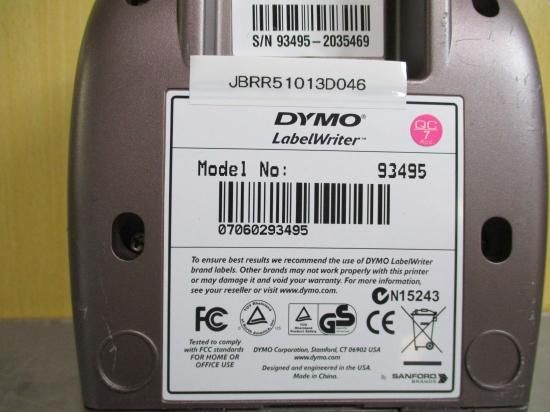 S/N 93495-2035469
JBRR51013D046
DYMO®
LabelWriter™
QC
7
Model No: 93495
07060293495
To ensure best results we recommend the use of DYMO LabelWriter
brand labels. Other brands may not work properly with this printer
or may damage it and void your warranty. For more information,
see your reseller or visit www.dymo.com.
N15243
FC
GS
CE
Tested to comply
with FCC standards
FOR HOME OR
OFFICE USE
DYMO Corporation, Stamford, CT 06902 USA
www.dymo.com
Designed and engineered in the USA.
Made in China.
By SANFORD
BRANDS